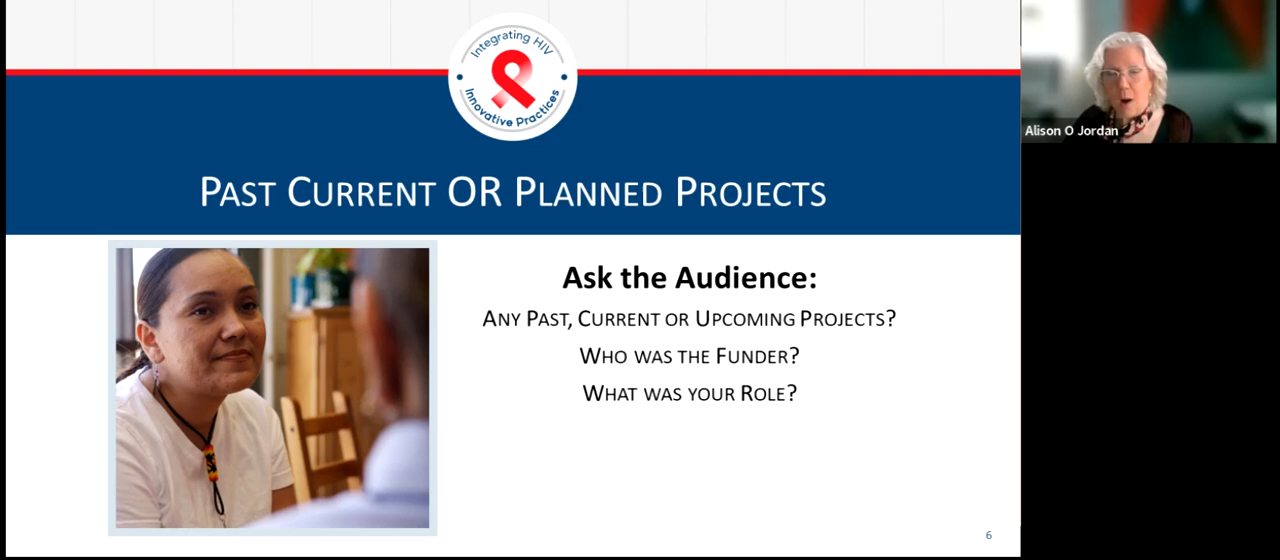 Integrating HIV
Innovative Practices
Past Current OR Planned Projects
Ask the Audience:
Any Past, Current or Upcoming Projects?
Who was the Funder?
What was your Role?
6
Alison O Jordan